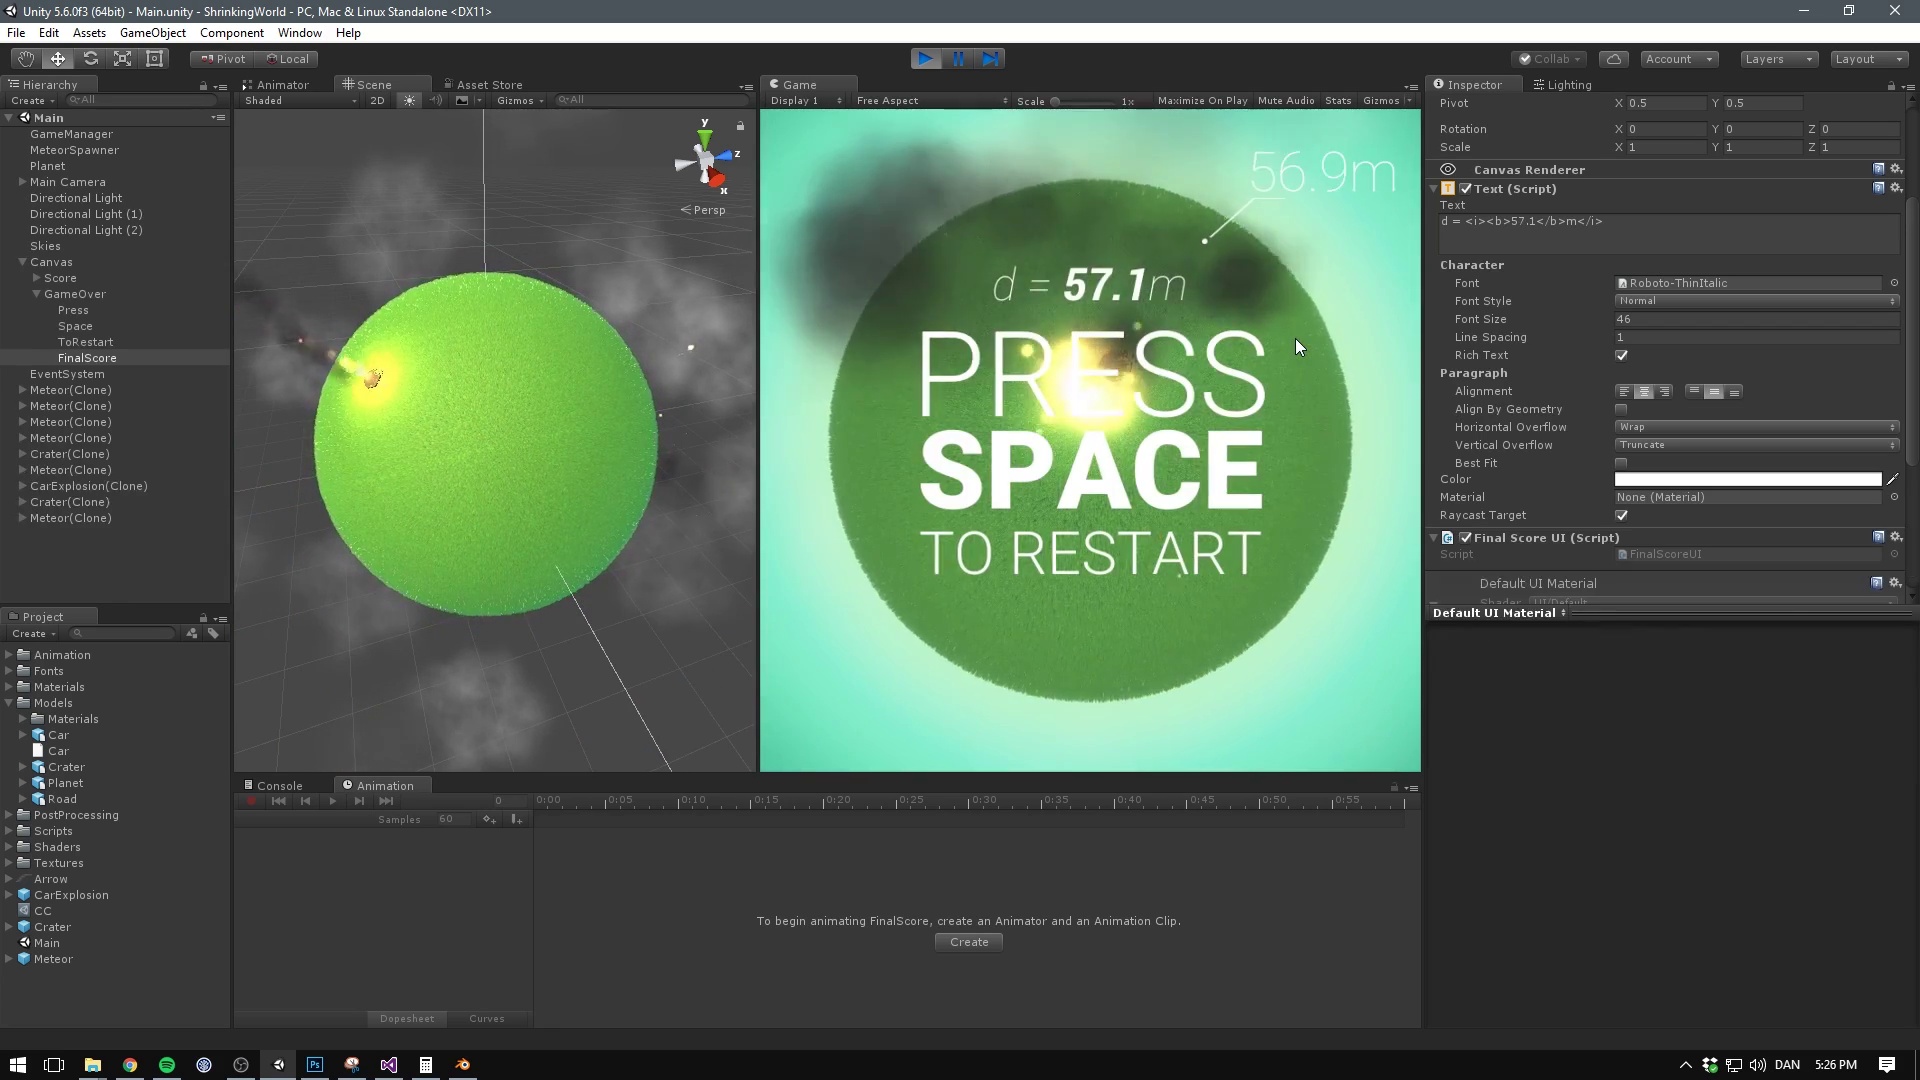 Unity 5.6.0f3 (64bit) - Main.unity - ShrinkingWorld - PC, Mac & Linux Standalone <DX11>
File Edit Assets GameObject Component Window Help
Pivot Local Collab Account Layers Layout
Hierarchy
Create All
Main
GameManager
MeteorSpawner
Planet
Main Camera
Directional Light
Directional Light (1)
Directional Light (2)
Skies
Canvas
Score
GameOver
Press
Space
ToRestart
FinalScore
EventSystem
Meteor(Clone)
Meteor(Clone)
Meteor(Clone)
Meteor(Clone)
Crater(Clone)
Meteor(Clone)
CarExplosion(Clone)
Crater(Clone)
Meteor(Clone)
Project
Create
Animation
Fonts
Materials
Models
Materials
Car
Car
Crater
Planet
Road
PostProcessing
Scripts
Shaders
Textures
Arrow
CarExplosion
CC
Crater
Main
Meteor
Animator Scene Asset Store
Shaded 2D Gizmos All
y
z
x
Persp
Game
Display 1 Free Aspect Scale 1x Maximize On Play Mute Audio Stats Gizmos
56.9m
d = 57.1m
PRESS
SPACE
TO RESTART
Console Animation
0 0:00 0:05 0:10 0:15 0:20 0:25 0:30 0:35 0:40 0:45 0:50 0:55
Samples 60
To begin animating FinalScore, create an Animator and an Animation Clip.
Create
Dopesheet Curves
Inspector Lighting
Pivot X 0.5 Y 0.5
Rotation X 0 Y 0 Z 0
Scale X 1 Y 1 Z 1
Canvas Renderer
Text (Script)
Text
d = <i><b>57.1</b>m</i>
Character
Font Roboto-ThinItalic
Font Style Normal
Font Size 46
Line Spacing 1
Rich Text
Paragraph
Alignment
Align By Geometry
Horizontal Overflow Wrap
Vertical Overflow Truncate
Best Fit
Color
Material None (Material)
Raycast Target
Final Score UI (Script)
Script FinalScoreUI
Default UI Material
Shader UI/Default
Default UI Material
Ps
DAN 5:26 PM